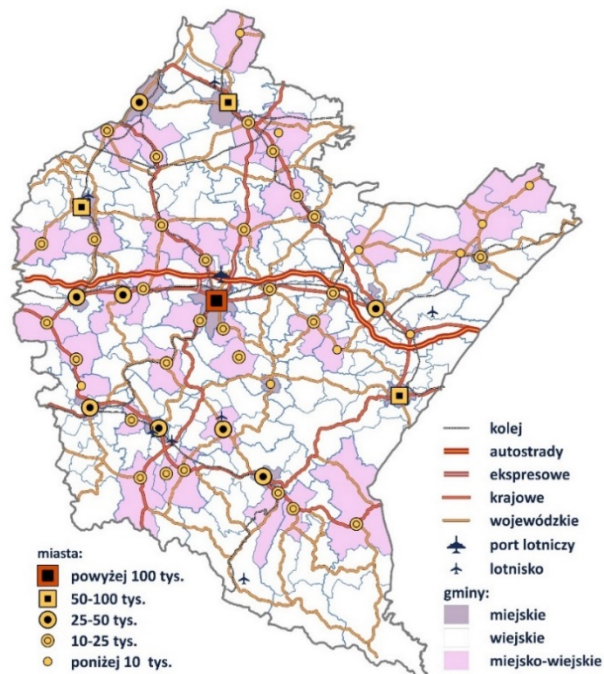 kolej
autostrady
ekspresowe
krajowe
wojewódzkie
port lotniczy
lotnisko
gminy:
miejskie
wiejskie
miejsko-wiejskie
miasta:
powyżej 100 tys.
50-100 tys.
25-50 tys.
10-25 tys.
poniżej 10 tys.